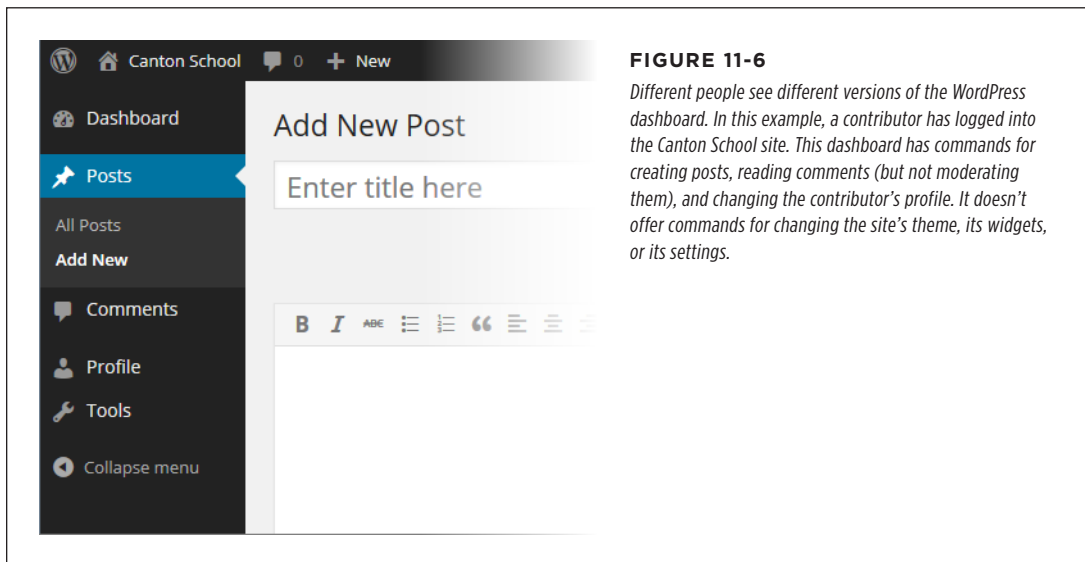 Canton School 0 + New
Dashboard
Posts
All Posts
Add New
Comments
Profile
Tools
Collapse menu
Add New Post
Enter title here
B I ABC
FIGURE 11-6
Different people see different versions of the WordPress
dashboard. In this example, a contributor has logged into
the Canton School site. This dashboard has commands for
creating posts, reading comments (but not moderating
them), and changing the contributor’s profile. It doesn’t
offer commands for changing the site’s theme, its widgets,
or its settings.